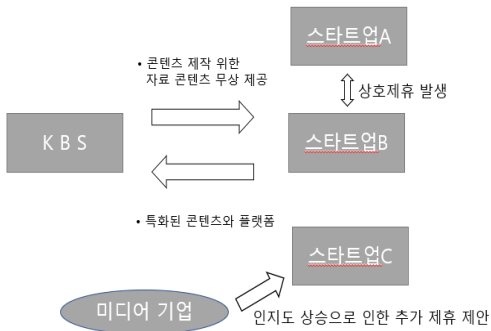 스타트업A
• 콘텐츠 제작 위한
자료 콘텐츠 무상 제공
상호제휴 발생
K B S
스타트업B
• 특화된 콘텐츠와 플랫폼
스타트업C
미디어 기업
인지도 상승으로 인한 추가 제휴 제안